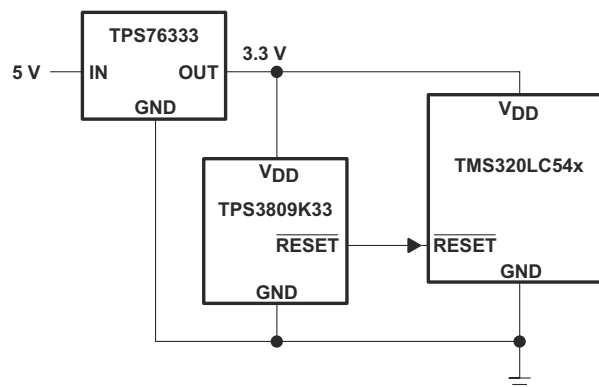 TPS76333
3.3 V
5 V
IN
OUT
GND
VDD
TPS3809K33
RESET
GND
VDD
TMS320LC54x
RESET
GND